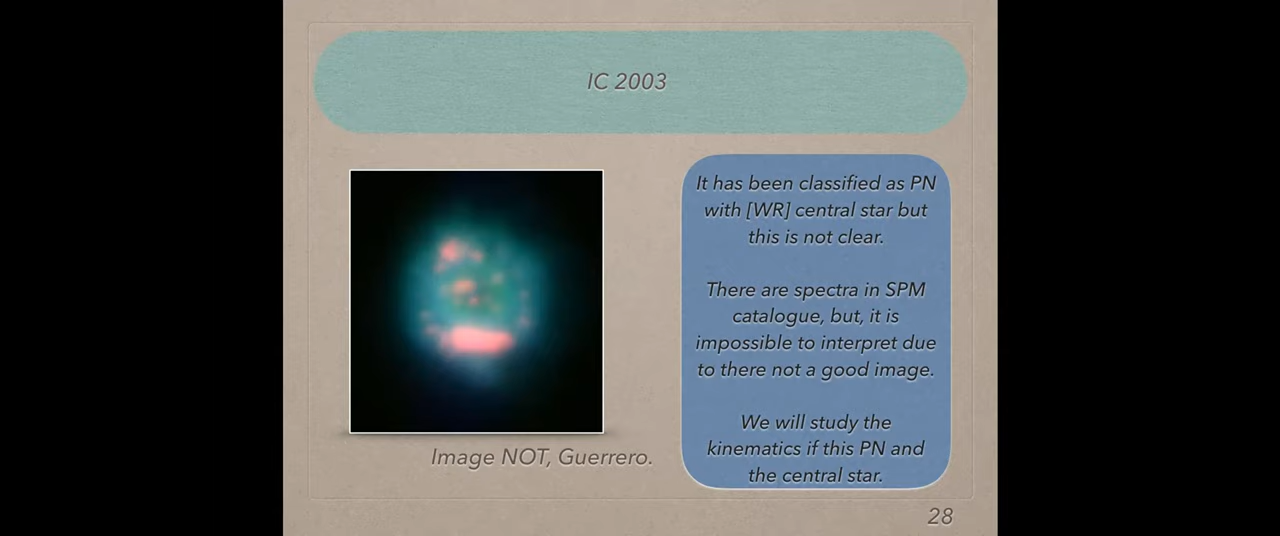 IC 2003
It has been classified as PN
with [WR] central star but
this is not clear.
There are spectra in SPM
catalogue, but, it is
impossible to interpret due
to there not a good image.
We will study the
kinematics if this PN and
the central star.
Image NOT, Guerrero.
28